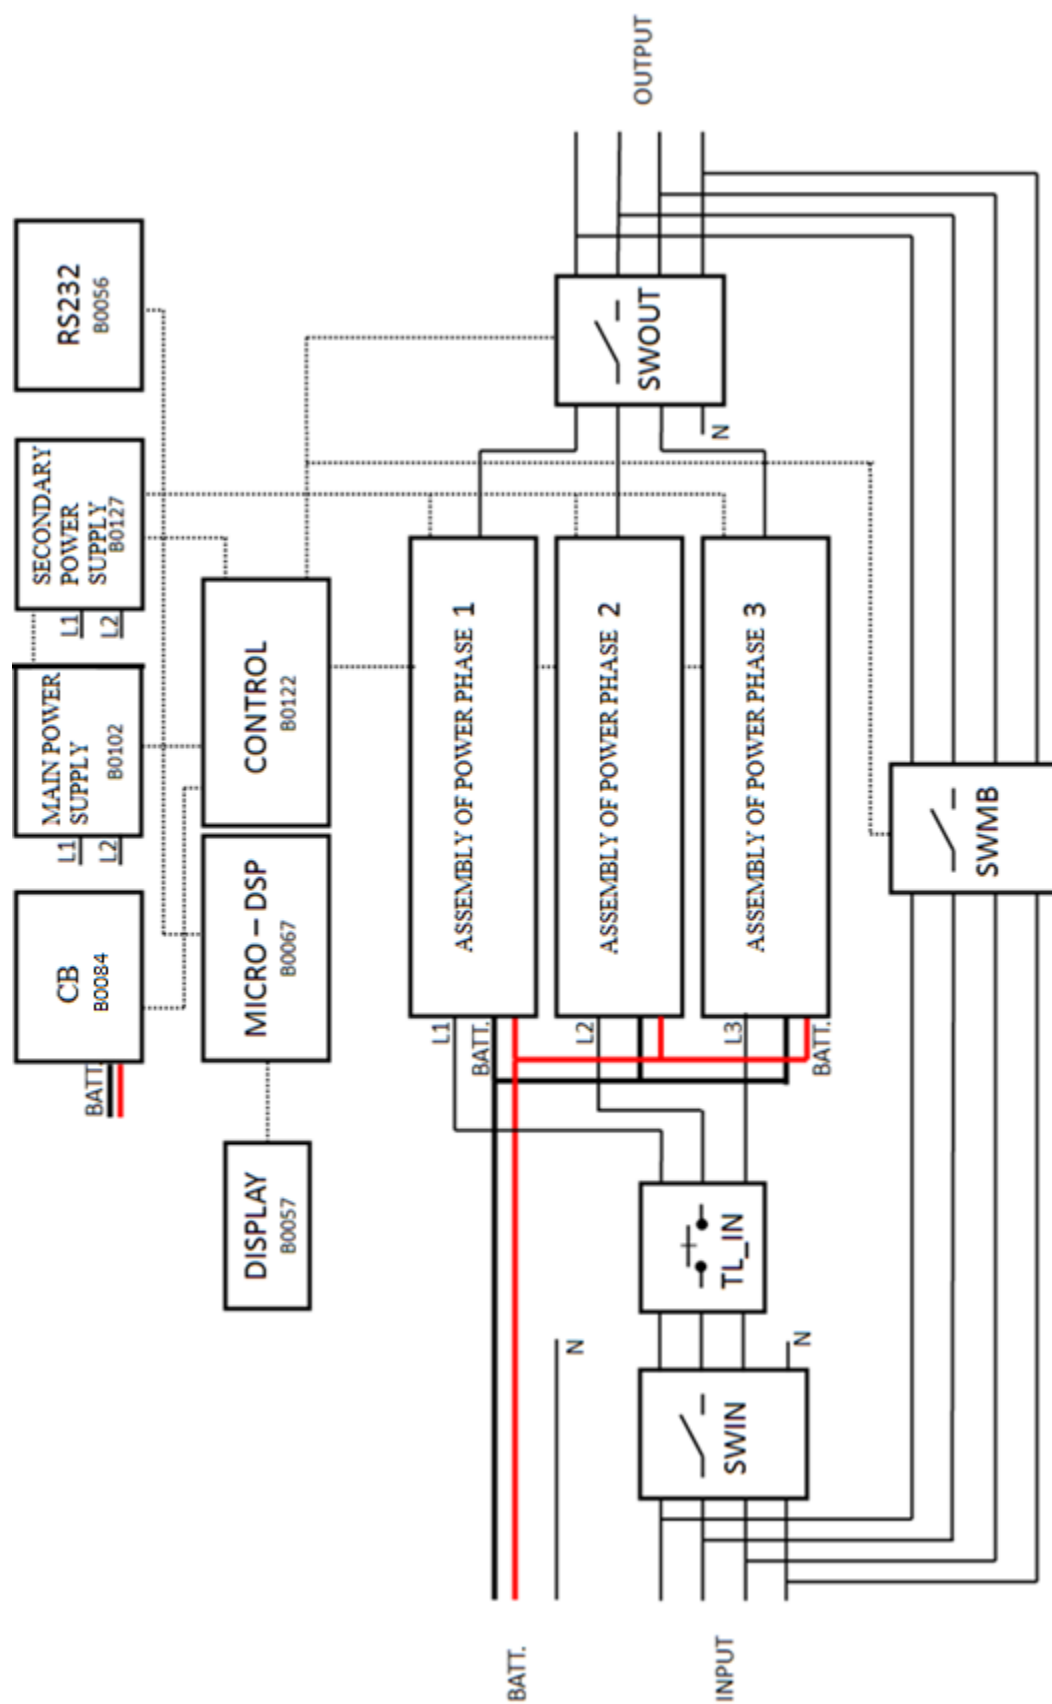 CB
B0084
BATT.
MAIN POWER
SUPPLY
B0102
L1
L2
SECONDARY
POWER
SUPPLY
B0127
L1
L2
RS232
B0056
DISPLAY
B0057
MICRO – DSP
B0067
CONTROL
B0122
L1
BATT.
ASSEMBLY OF POWER PHASE 1
L2
ASSEMBLY OF POWER PHASE 2
L3
BATT.
ASSEMBLY OF POWER PHASE 3
BATT.
N
INPUT
SWIN
N
TL_IN
SWOUT
N
OUTPUT
SWMB